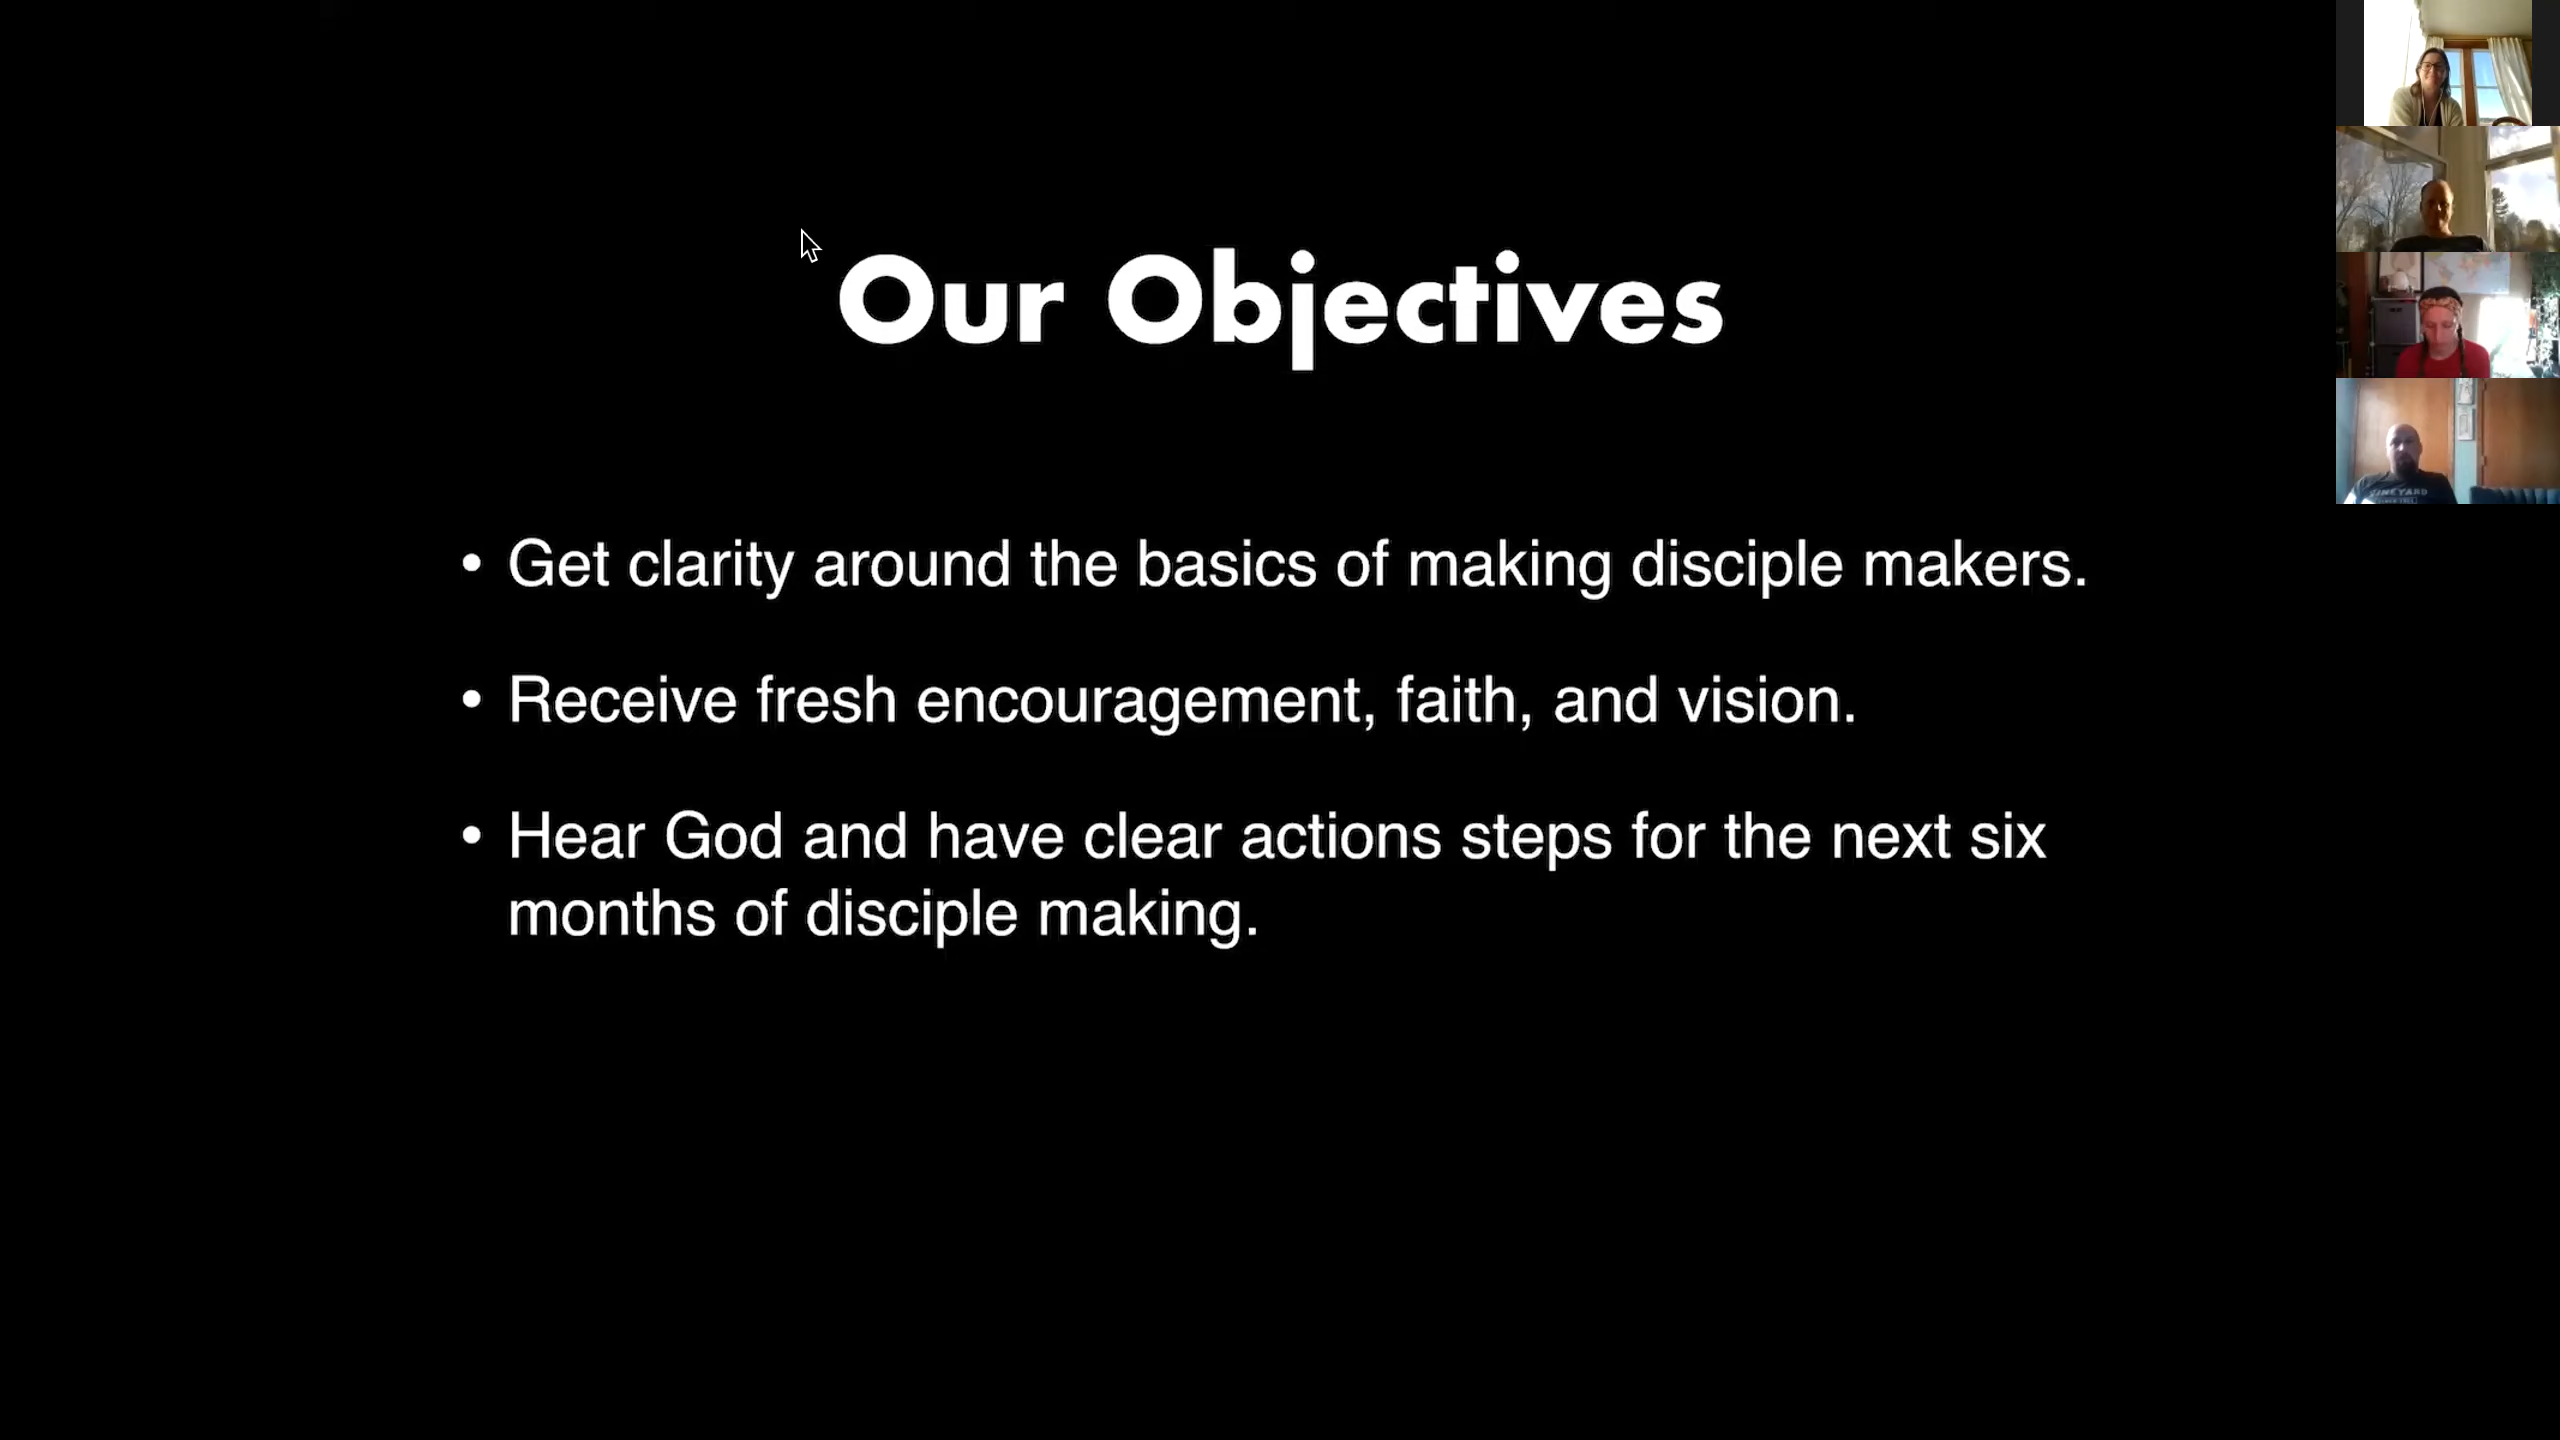 Our Objectives
• Get clarity around the basics of making disciple makers.
• Receive fresh encouragement, faith, and vision.
• Hear God and have clear actions steps for the next six
months of disciple making.
VINEYARD